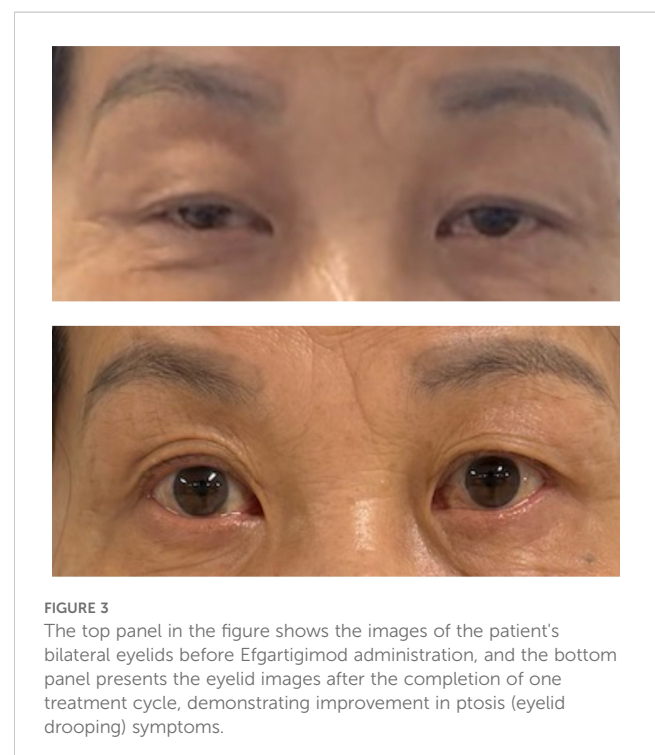 FIGURE 3
The top panel in the figure shows the images of the patient's
bilateral eyelids before Efgartigimod administration, and the bottom
panel presents the eyelid images after the completion of one
treatment cycle, demonstrating improvement in ptosis (eyelid
drooping) symptoms.